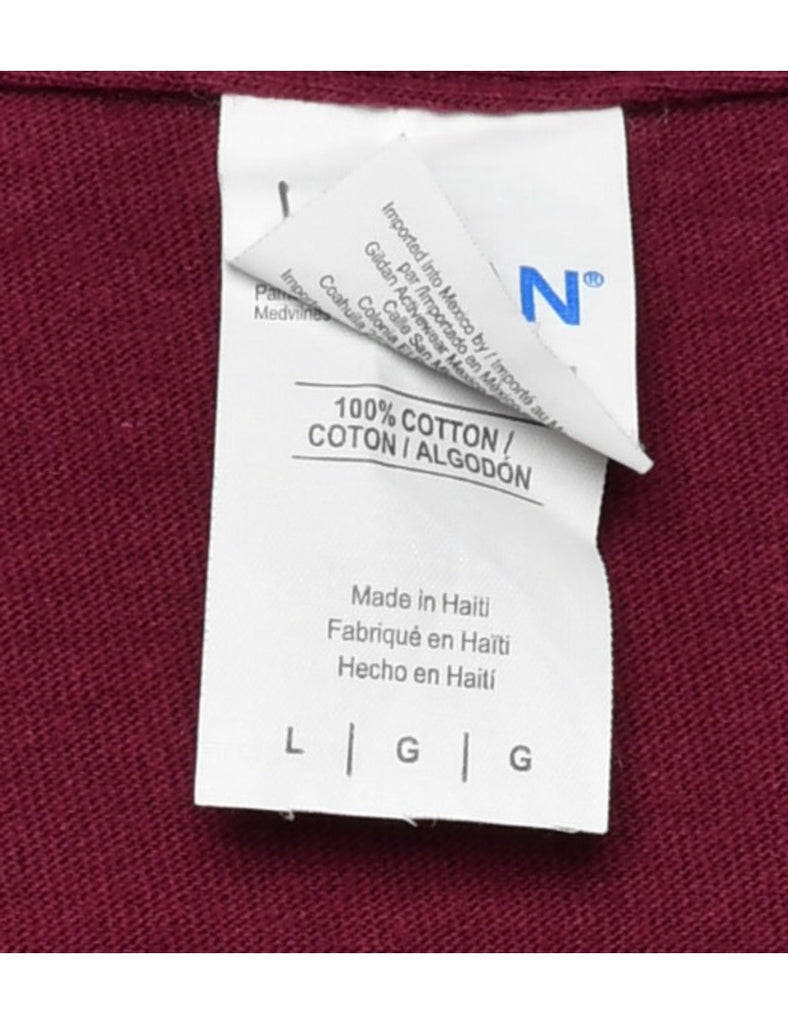 N®
Medvilnės
Imported into Mexico by / Importé au
par /Importado en México
Gildan Activewear
Calle San
Colonia
Coahuila
100% COTTON /
COTON / ALGODÓN
Made in Haiti
Fabriqué en Haïti
Hecho en Haití
L | G | G